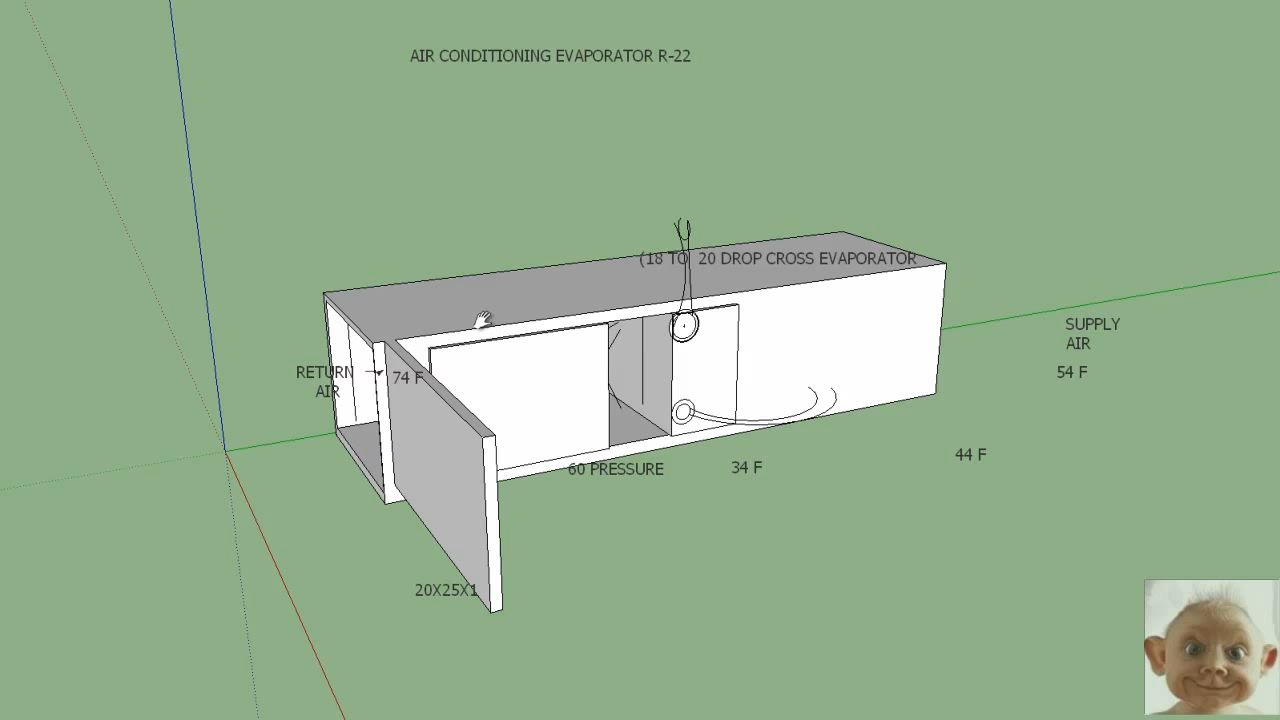 AIR CONDITIONING EVAPORATOR R-22
(18 TO 20 DROP CROSS EVAPORATOR
SUPPLY
AIR
54 F
RETURN
AIR
74 F
60 PRESSURE
34 F
44 F
20X25X1